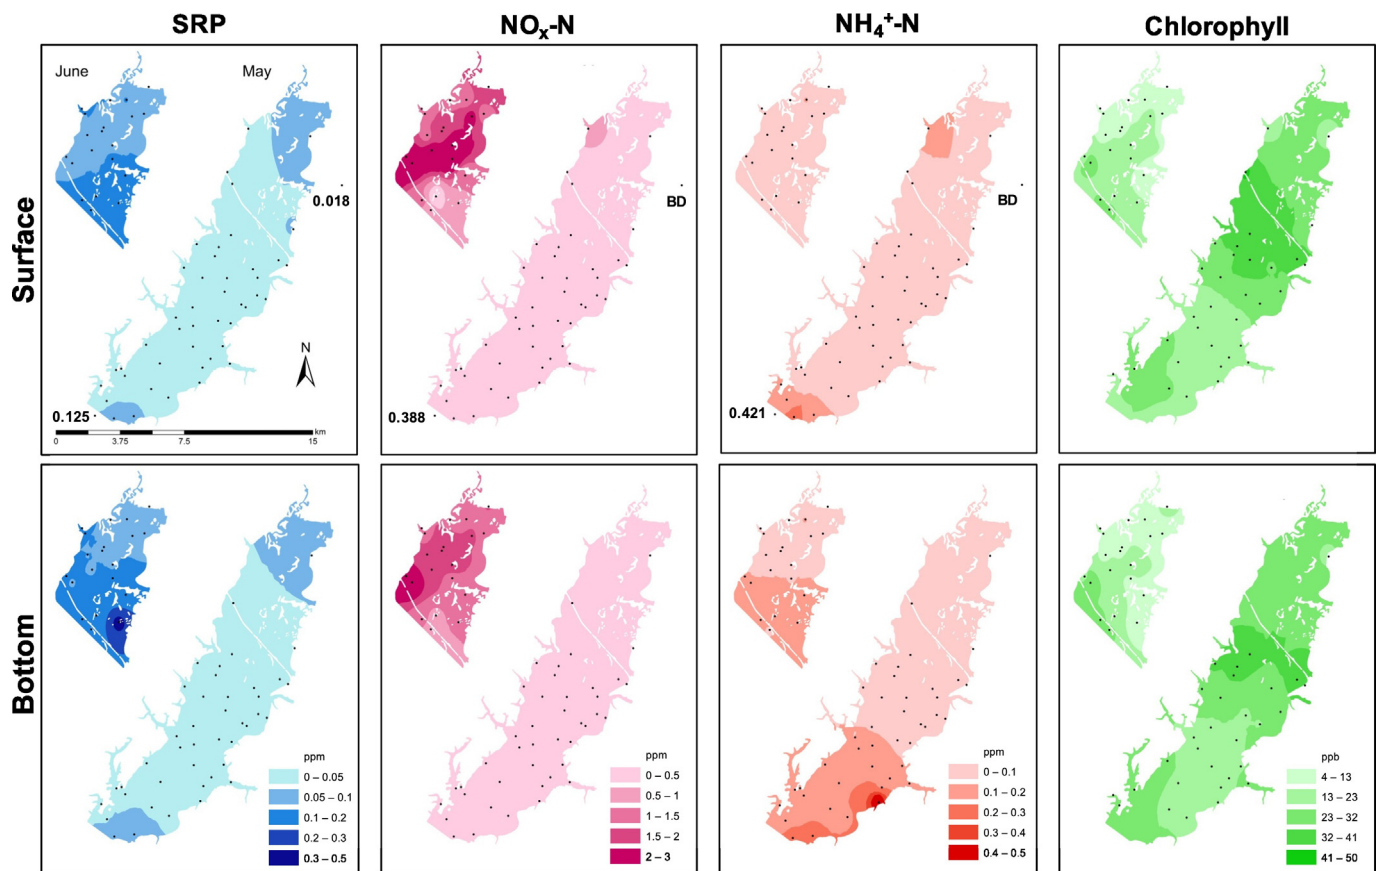 SRP
NOx-N
NH4+-N
Chlorophyll
Surface
June
May
0.018
N
0.125
km
0
3.75
7.5
15
BD
0.388
BD
0.421
Bottom
ppm
0 – 0.05
0.05 – 0.1
0.1 – 0.2
0.2 – 0.3
0.3 – 0.5
ppm
0 – 0.5
0.5 – 1
1 – 1.5
1.5 – 2
2 – 3
ppm
0 – 0.1
0.1 – 0.2
0.2 – 0.3
0.3 – 0.4
0.4 – 0.5
ppb
4 – 13
13 – 23
23 – 32
32 – 41
41 – 50